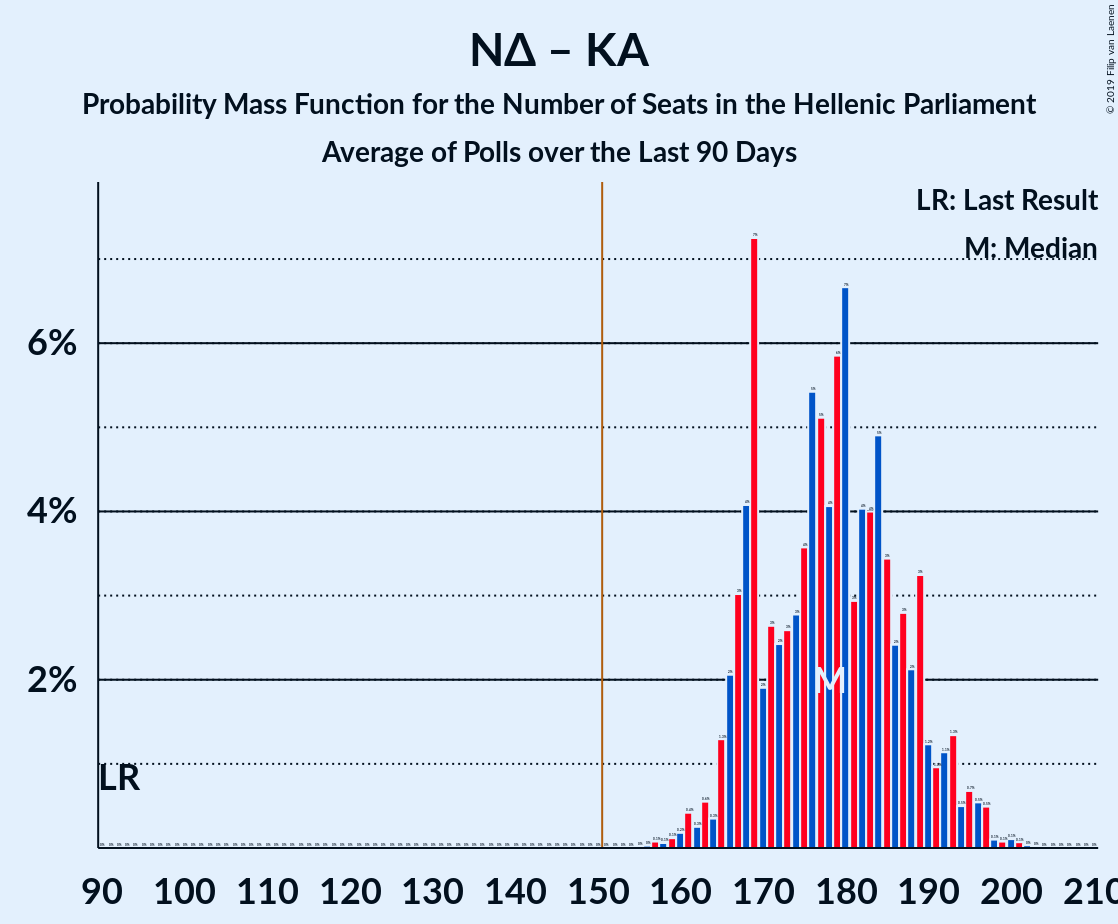 NΔ – KA
Probability Mass Function for the Number of Seats in the Hellenic Parliament
Average of Polls over the Last 90 Days
© 2019 Filip van Laenen
LR: Last Result
M: Median
6%
4%
2%
LR
M
90 100 110 120 130 140 150 160 170 180 190 200 210